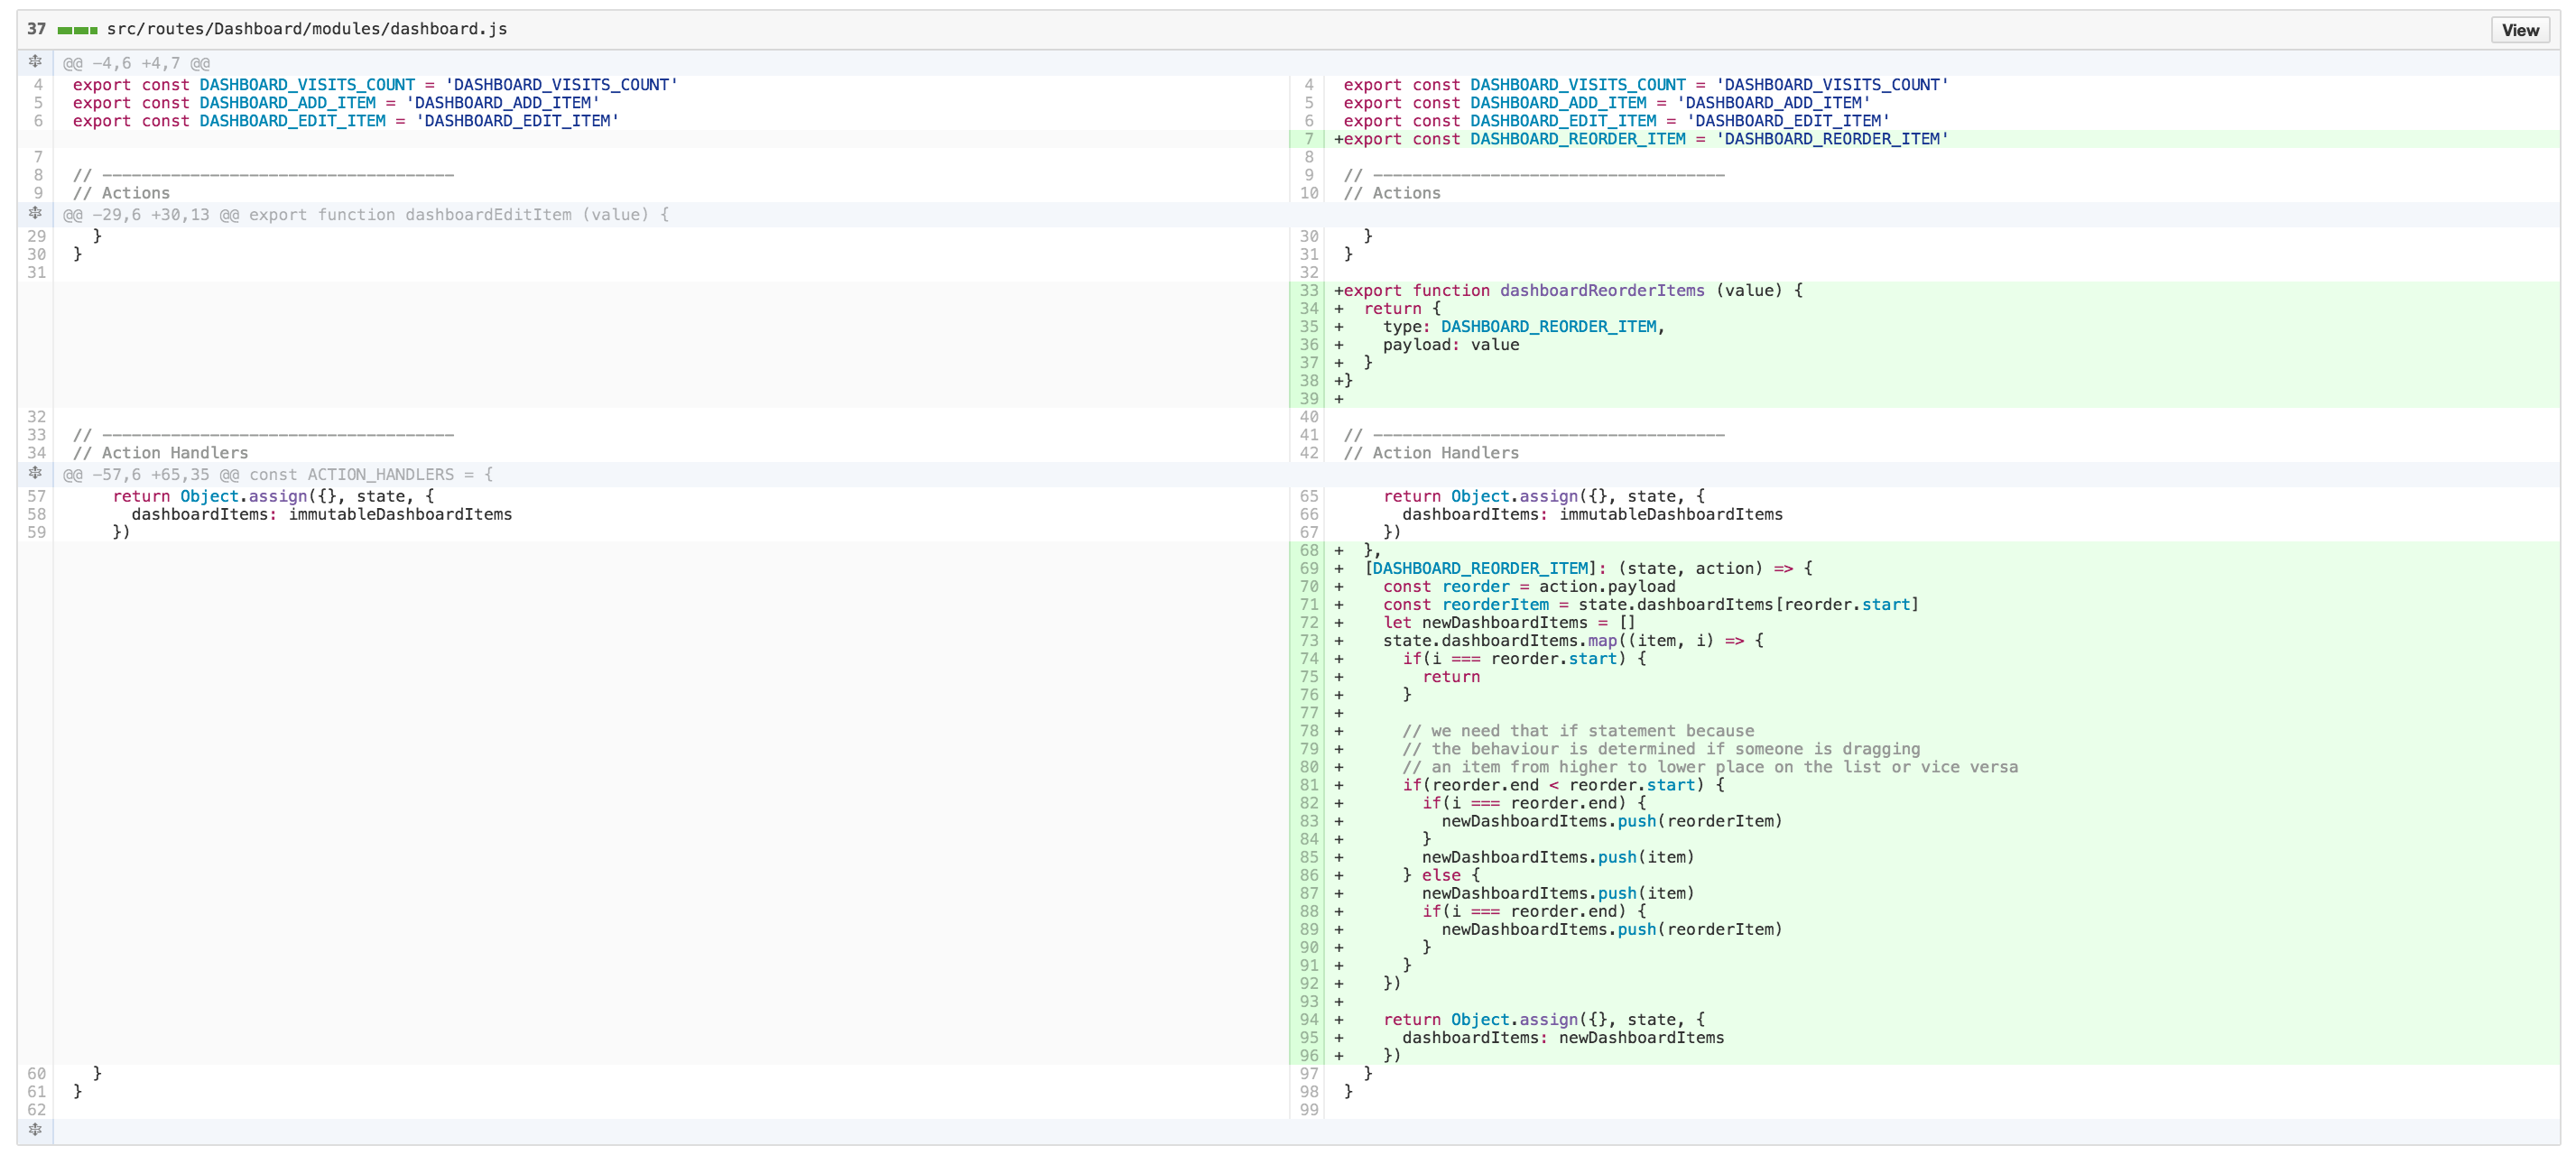 37 src/routes/Dashboard/modules/dashboard.js View
@@ -4,6 +4,7 @@
4 export const DASHBOARD_VISITS_COUNT = 'DASHBOARD_VISITS_COUNT' 4 export const DASHBOARD_VISITS_COUNT = 'DASHBOARD_VISITS_COUNT'
5 export const DASHBOARD_ADD_ITEM = 'DASHBOARD_ADD_ITEM' 5 export const DASHBOARD_ADD_ITEM = 'DASHBOARD_ADD_ITEM'
6 export const DASHBOARD_EDIT_ITEM = 'DASHBOARD_EDIT_ITEM' 6 export const DASHBOARD_EDIT_ITEM = 'DASHBOARD_EDIT_ITEM'
7 +export const DASHBOARD_REORDER_ITEM = 'DASHBOARD_REORDER_ITEM'
7 8
8 // ------------------------------------ 9 // ------------------------------------
9 // Actions 10 // Actions
@@ -29,6 +30,13 @@ export function dashboardEditItem (value) {
29 } 30 }
30 } 31 }
31 32
33 +export function dashboardReorderItems (value) {
34 + return {
35 + type: DASHBOARD_REORDER_ITEM,
36 + payload: value
37 + }
38 +}
39 +
32 40
33 // ------------------------------------ 41 // ------------------------------------
34 // Action Handlers 42 // Action Handlers
@@ -57,6 +65,35 @@ const ACTION_HANDLERS = {
57 return Object.assign({}, state, { 65 return Object.assign({}, state, {
58 dashboardItems: immutableDashboardItems 66 dashboardItems: immutableDashboardItems
59 }) 67 })
68 + },
69 + [DASHBOARD_REORDER_ITEM]: (state, action) => {
70 + const reorder = action.payload
71 + const reorderItem = state.dashboardItems[reorder.start]
72 + let newDashboardItems = []
73 + state.dashboardItems.map((item, i) => {
74 + if(i === reorder.start) {
75 + return
76 + }
77 +
78 + // we need that if statement because
79 + // the behaviour is determined if someone is dragging
80 + // an item from higher to lower place on the list or vice versa
81 + if(reorder.end < reorder.start) {
82 + if(i === reorder.end) {
83 + newDashboardItems.push(reorderItem)
84 + }
85 + newDashboardItems.push(item)
86 + } else {
87 + newDashboardItems.push(item)
88 + if(i === reorder.end) {
89 + newDashboardItems.push(reorderItem)
90 + }
91 + }
92 + })
93 +
94 + return Object.assign({}, state, {
95 + dashboardItems: newDashboardItems
96 + })
60 } 97 }
61 } 98 }
62 99